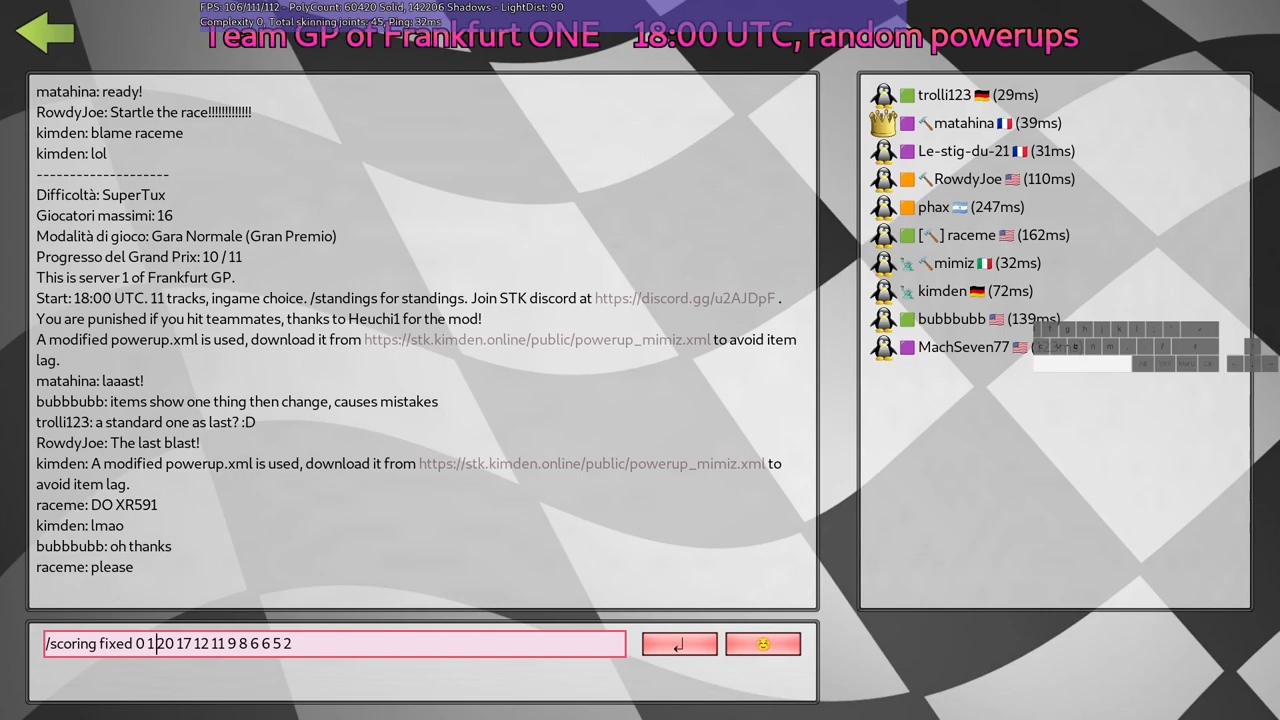 FPS: 106/111/112 - PolyCount: 60420 Solid, 142206 Shadows - LightDist: 90
Complexity 0, Total skinning joints: 45, Ping: 32ms
Team GP of Frankfurt ONE 18:00 UTC, random powerups
matahina: ready!
RowdyJoe: Startle the race!!!!!!!!!!!!!
kimden: blame raceme
kimden: lol
--------------------
Difficoltà: SuperTux
Giocatori massimi: 16
Modalità di gioco: Gara Normale (Gran Premio)
Progresso del Grand Prix: 10 / 11
This is server 1 of Frankfurt GP.
Start: 18:00 UTC. 11 tracks, ingame choice. /standings for standings. Join STK discord at https://discord.gg/u2AJDpF .
You are punished if you hit teammates, thanks to Heuchi1 for the mod!
A modified powerup.xml is used, download it from https://stk.kimden.online/public/powerup_mimiz.xml to avoid item
lag.
matahina: laaast!
bubbbubb: items show one thing then change, causes mistakes
trolli123: a standard one as last? :D
RowdyJoe: The last blast!
kimden: A modified powerup.xml is used, download it from https://stk.kimden.online/public/powerup_mimiz.xml to
avoid item lag.
raceme: DO XR591
kimden: lmao
bubbbubb: oh thanks
raceme: please
/scoring fixed 0 1 20 17 12 11 9 8 6 6 5 2
trolli123 🇩🇪 (29ms)
🔨matahina 🇫🇷 (39ms)
Le-stig-du-21 🇫🇷 (31ms)
🔨RowdyJoe 🇺🇸 (110ms)
phax 🇦🇷 (247ms)
[🔨] raceme 🇺🇸 (162ms)
🗽🔨mimiz 🇮🇹 (32ms)
🗽 kimden 🇩🇪 (72ms)
bubbbubb 🇺🇸 (139ms)
MachSeven77 🇺🇸